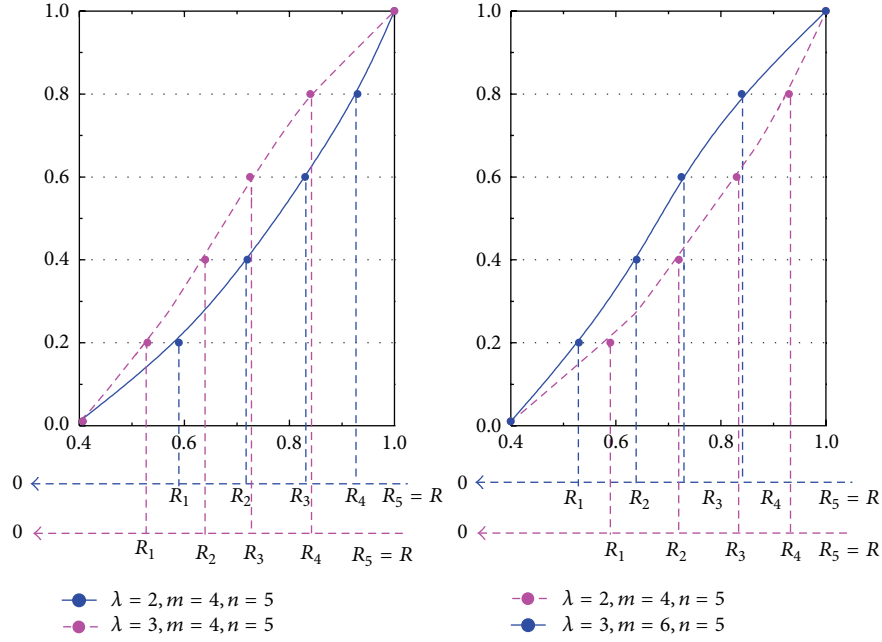 1.0
0.8
0.6
0.4
0.2
0.0
0.4 0.6 0.8 1.0
0
R₁ R₂ R₃ R₄ R₅ = R
0
R₁ R₂ R₃ R₄ R₅ = R
λ = 2, m = 4, n = 5
λ = 3, m = 4, n = 5
1.0
0.8
0.6
0.4
0.2
0.0
0.4 0.6 0.8 1.0
0
R₁ R₂ R₃ R₄ R₅ = R
0
R₁ R₂ R₃ R₄ R₅ = R
λ = 2, m = 4, n = 5
λ = 3, m = 6, n = 5